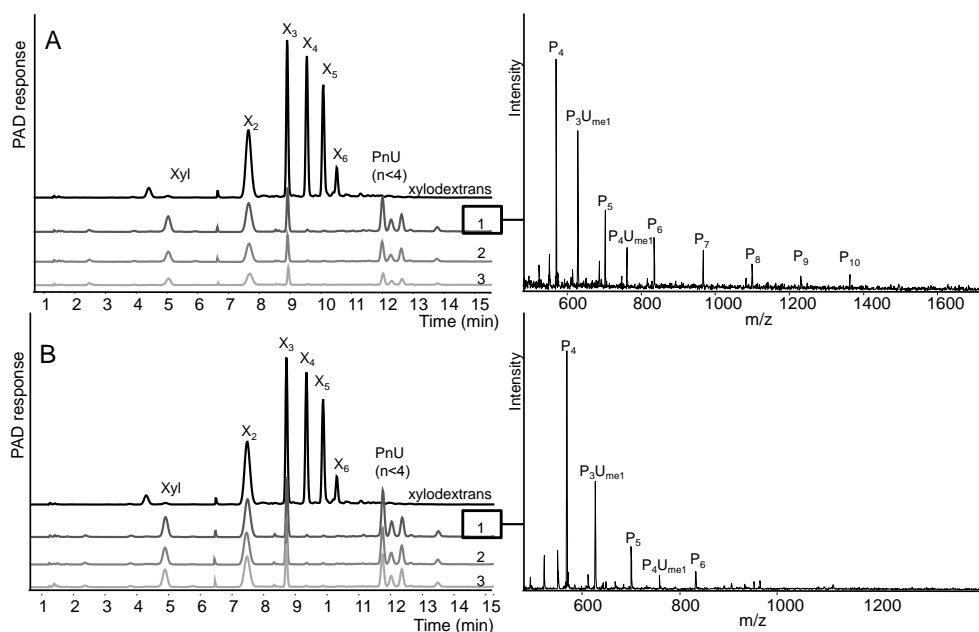 A
PAD response
X3
X4
X5
X2
X6
Xyl
PnU
(n<4)
xylodextrans
1
2
3
1 2 3 4 5 6 7 8 9 10 11 12 13 14 15
Time (min)
Intensity
P4
P3Ume1
P5
P4Ume1
P6
P7
P8
P9
P10
600 800 1000 1200 1400 1600
m/z
B
PAD response
X3
X4
X5
X2
X6
Xyl
PnU
(n<4)
xylodextrans
1
2
3
1 2 3 4 5 6 7 8 9 10 11 12 13 14 15
Time (min)
Intensity
P4
P3Ume1
P5
P4Ume1
P6
600 800 1000 1200
m/z